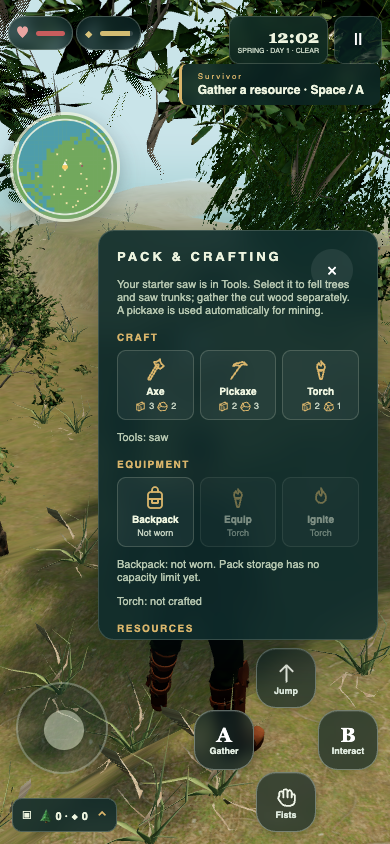 12:02
SPRING · DAY 1 · CLEAR
Survivor
Gather a resource · Space / A
PACK & CRAFTING
×
Your starter saw is in Tools. Select it to fell trees
and saw trunks; gather the cut wood separately.
A pickaxe is used automatically for mining.
CRAFT
Axe
3 2
Pickaxe
2 3
Torch
2 1
Tools: saw
EQUIPMENT
Backpack
Not worn
Equip
Torch
Ignite
Torch
Backpack: not worn. Pack storage has no
capacity limit yet.
Torch: not crafted
RESOURCES
Jump
A
Gather
B
Interact
Fists
0 · ◆ 0